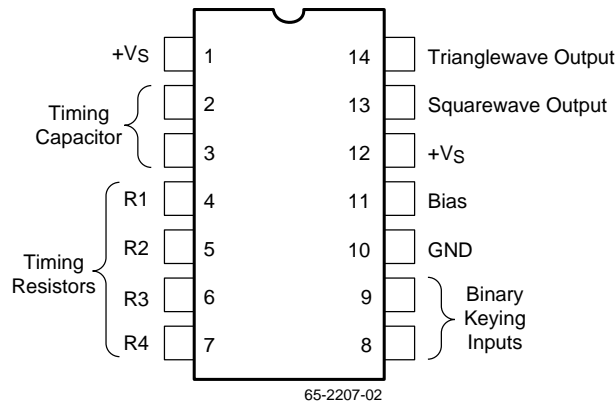 +VS 1 14 Trianglewave Output
Timing
Capacitor
2 13 Squarewave Output
3 12 +VS
Timing
Resistors
R1 4 11 Bias
R2 5 10 GND
R3 6 9
R4 7 8
Binary
Keying
Inputs
65-2207-02